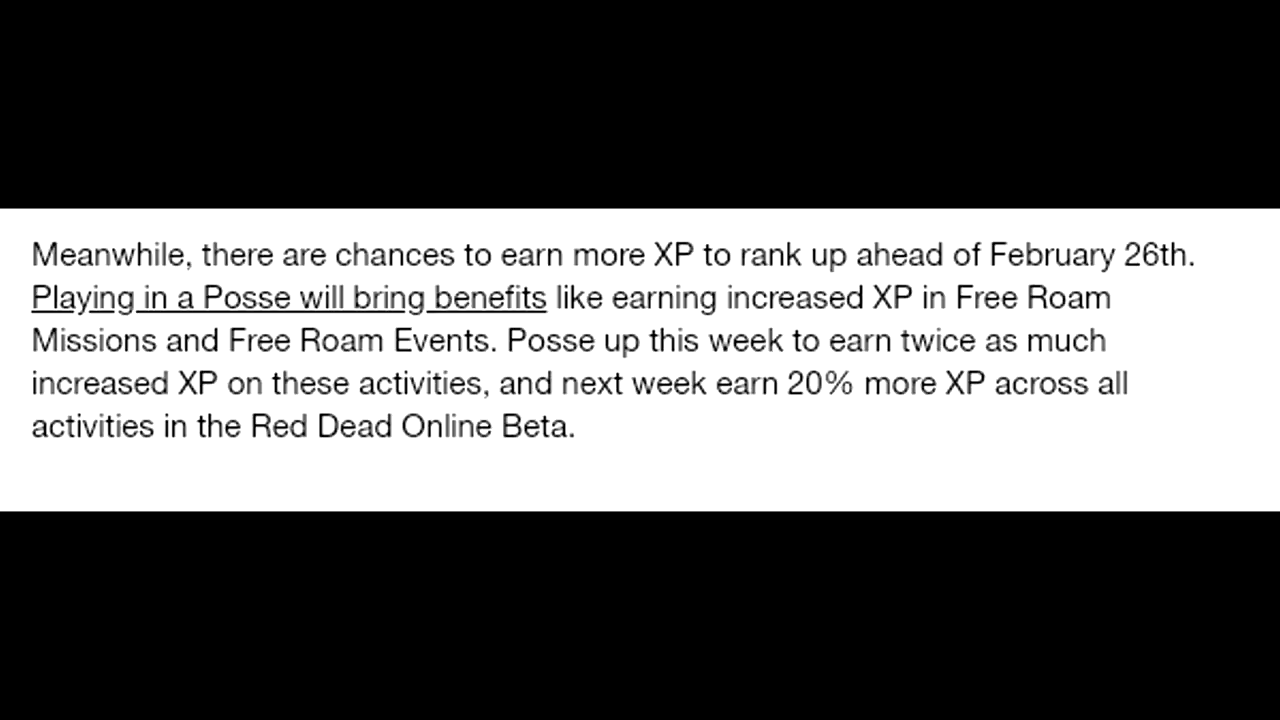 Meanwhile, there are chances to earn more XP to rank up ahead of February 26th.
Playing in a Posse will bring benefits like earning increased XP in Free Roam
Missions and Free Roam Events. Posse up this week to earn twice as much
increased XP on these activities, and next week earn 20% more XP across all
activities in the Red Dead Online Beta.